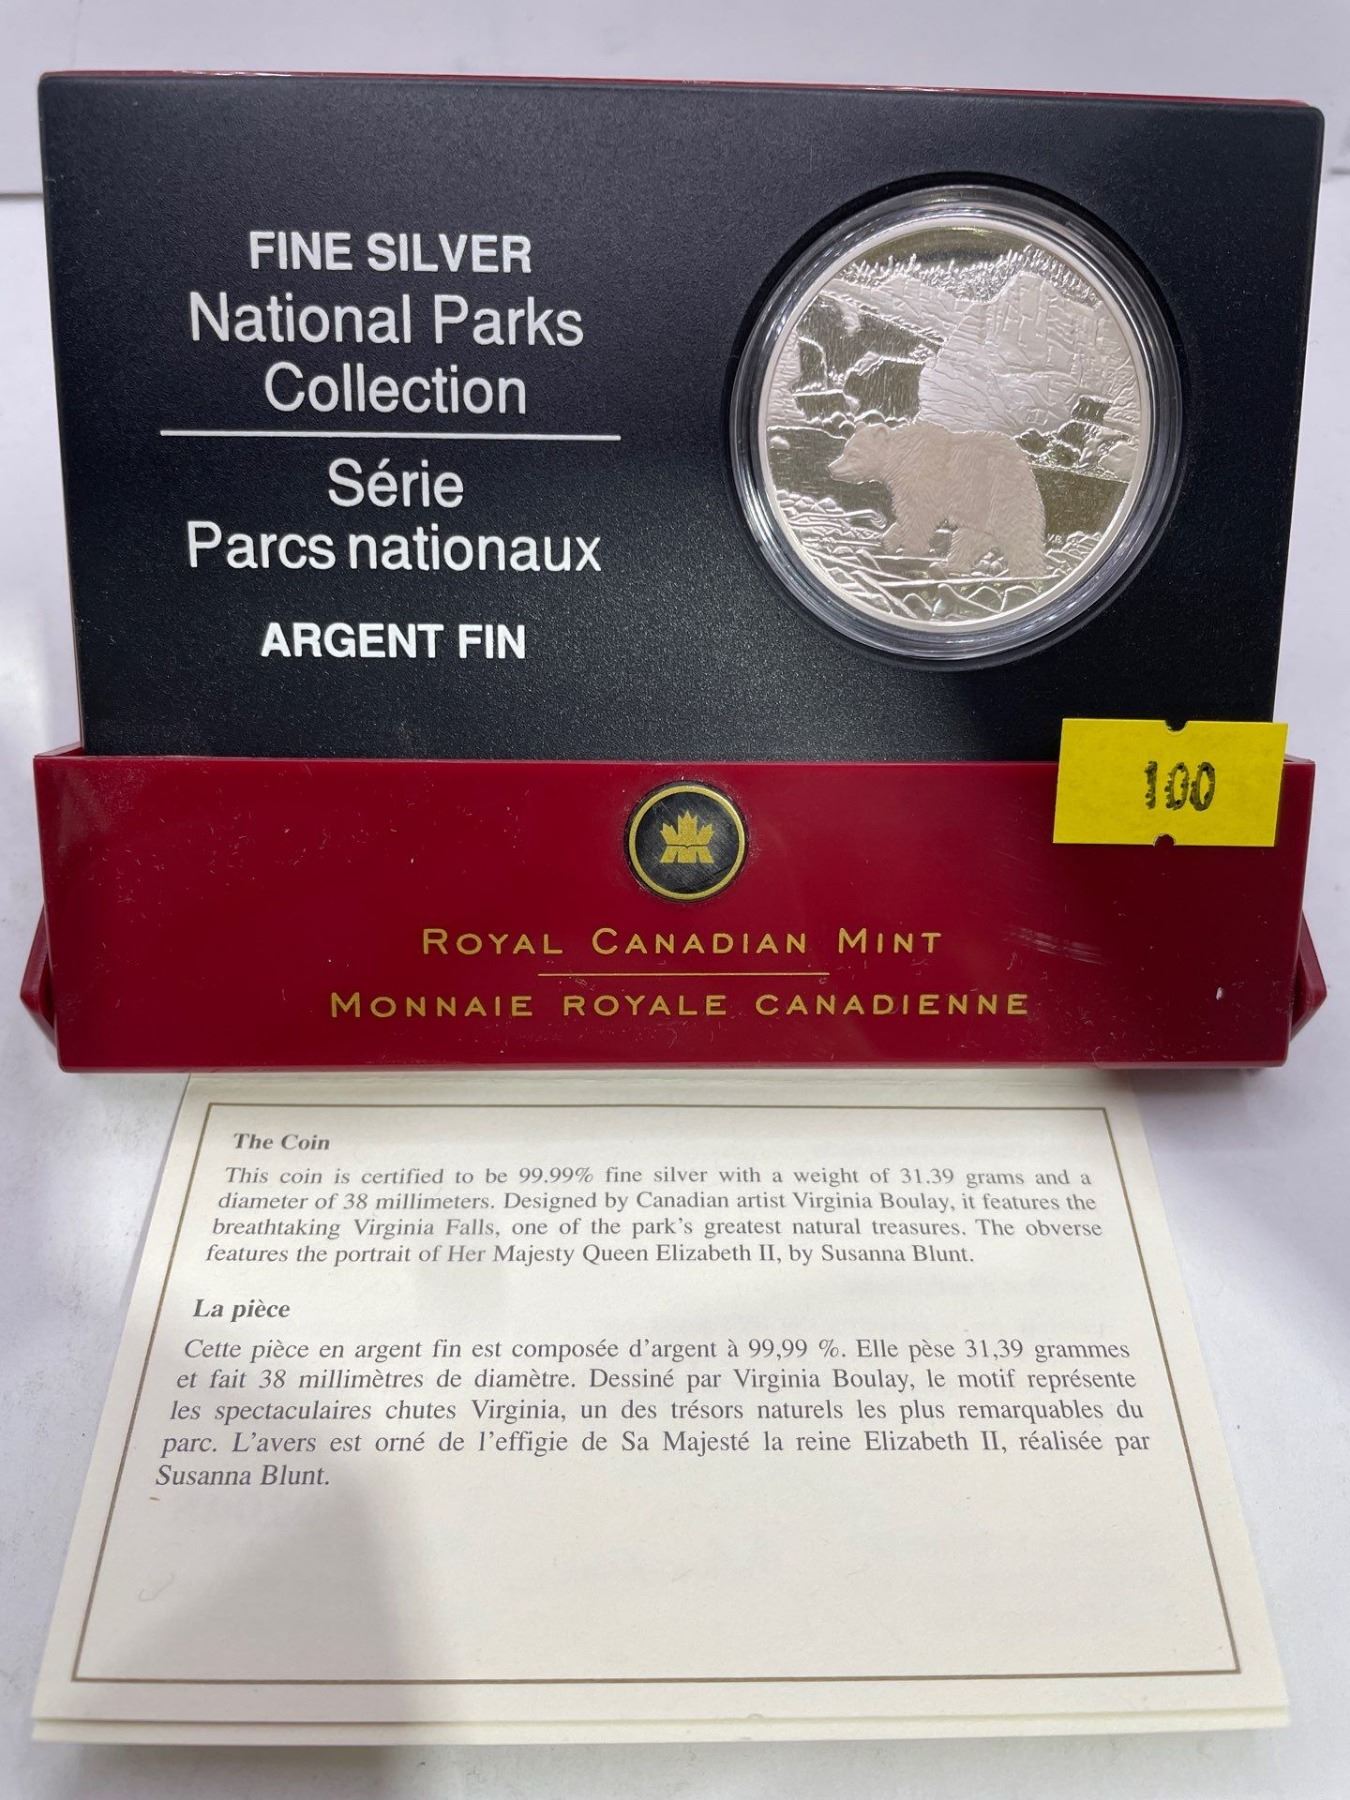 FINE SILVER
National Parks
Collection
Série
Parcs nationaux
ARGENT FIN
V.B.
100
ROYAL CANADIAN MINT
MONNAIE ROYALE CANADIENNE
The Coin
This coin is certified to be 99.99% fine silver with a weight of 31.39 grams and a
diameter of 38 millimeters. Designed by Canadian artist Virginia Boulay, it features the
breathtaking Virginia Falls, one of the park's greatest natural treasures. The obverse
features the portrait of Her Majesty Queen Elizabeth II, by Susanna Blunt.
La pièce
Cette pièce en argent fin est composée d'argent à 99,99 %. Elle pèse 31,39 grammes
et fait 38 millimètres de diamètre. Dessiné par Virginia Boulay, le motif représente
les spectaculaires chutes Virginia, un des trésors naturels les plus remarquables du
parc. L'avers est orné de l'effigie de Sa Majesté la reine Elizabeth II, réalisée par
Susanna Blunt.